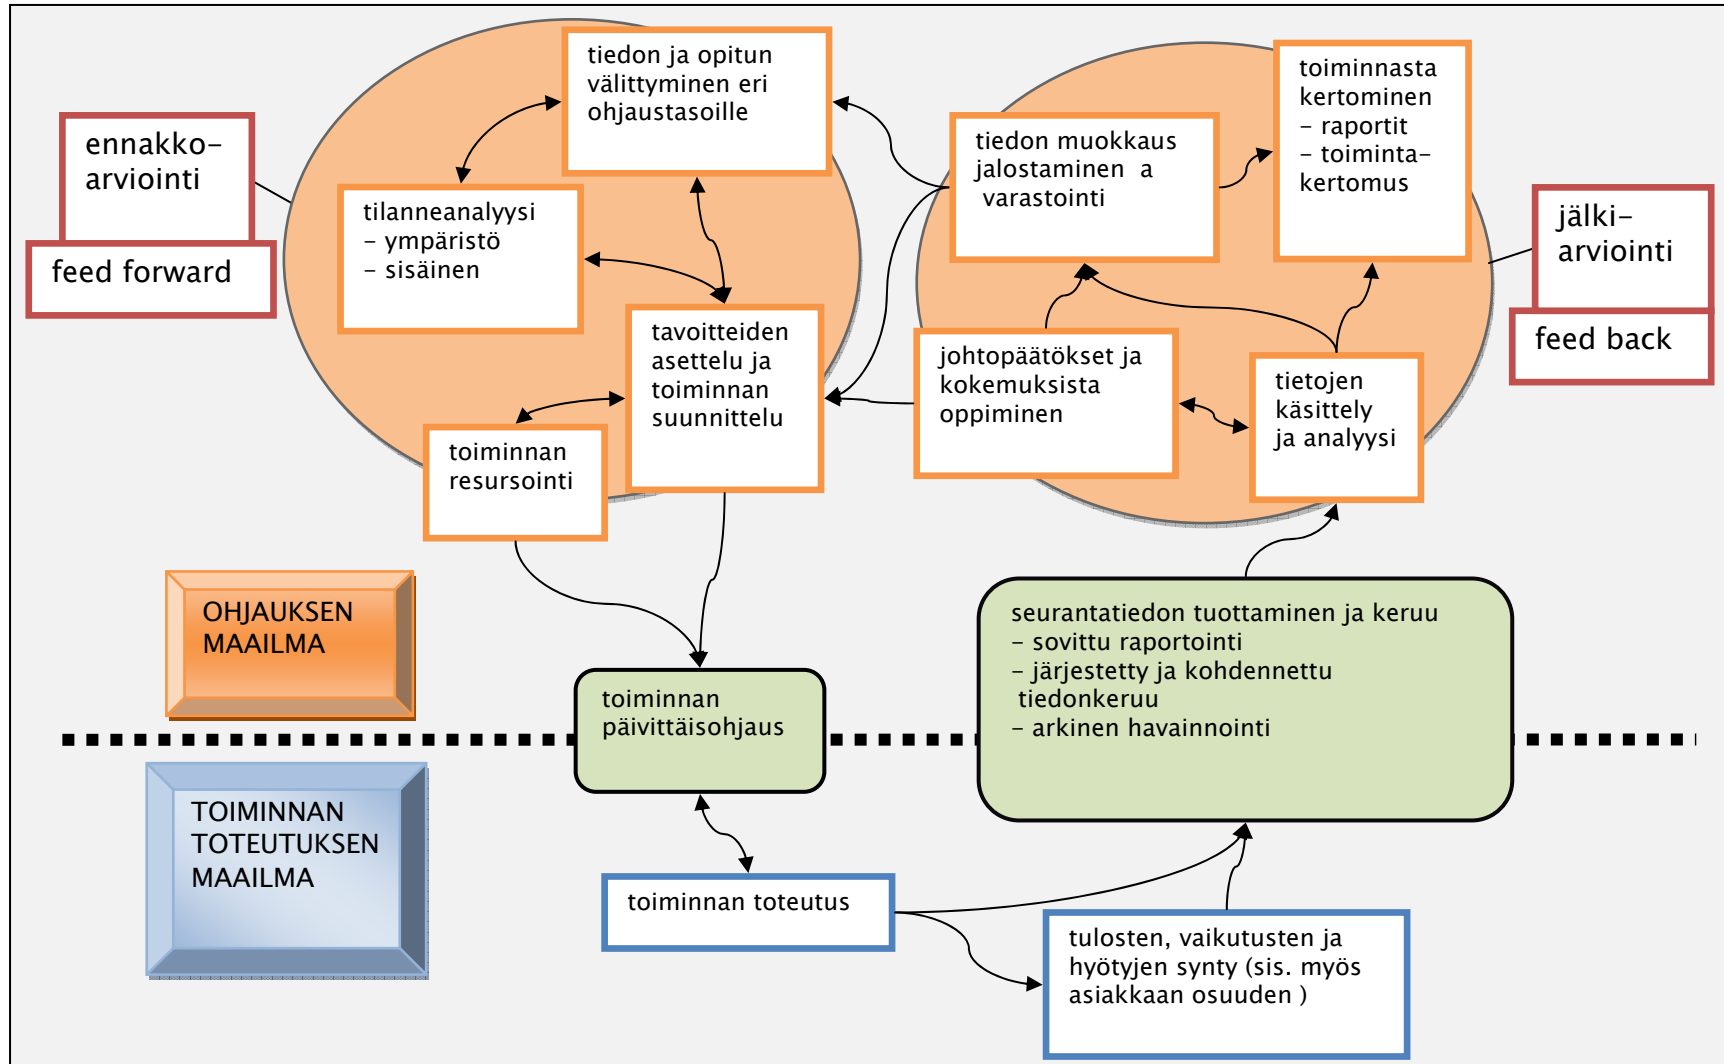 tiedon ja opitun
välittyminen eri
ohjaustasoille
ennakko-
arviointi
feed forward
tilanneanalyysi
- ympäristö
- sisäinen
tavoitteiden
asettelu ja
toiminnan
suunnittelu
toiminnan
resursointi
tiedon muokkaus
jalostaminen a
varastointi
toiminnasta
kertominen
- raportit
- toiminta-
kertomus
jälki-
arviointi
feed back
johtopäätökset ja
kokemuksista
oppiminen
tietojen
käsittely
ja analyysi
OHJAUKSEN
MAAILMA
toiminnan
päivittäisohjaus
seurantatiedon tuottaminen ja keruu
- sovittu raportointi
- järjestetty ja kohdennettu
tiedonkeruu
- arkinen havainnointi
TOIMINNAN
TOTEUTUKSEN
MAAILMA
toiminnan toteutus
tulosten, vaikutusten ja
hyötyjen synty (sis. myös
asiakkaan osuuden )